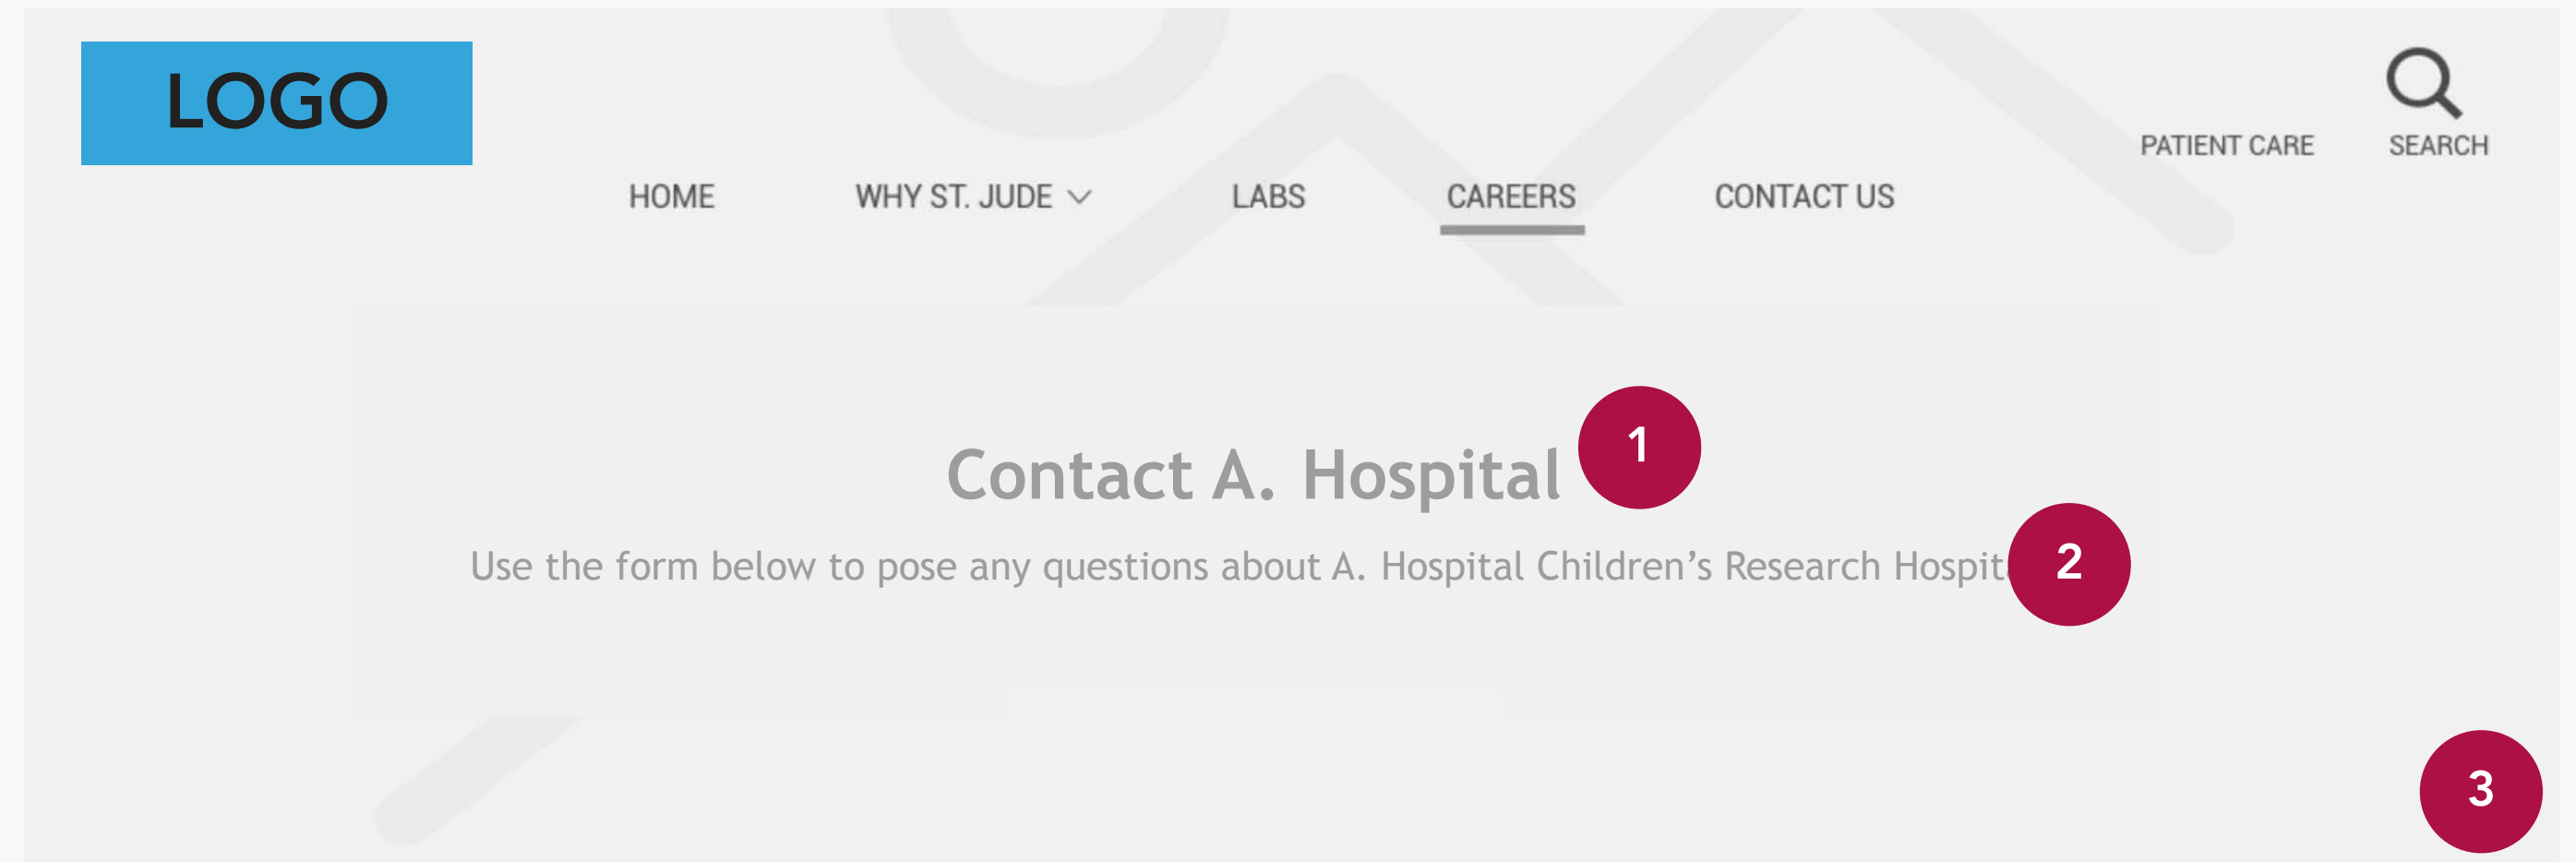 LOGO
PATIENT CARE
SEARCH
HOME
WHY ST. JUDE
LABS
CAREERS
CONTACT US
Contact A. Hospital
1
Use the form below to pose any questions about A. Hospital Children’s Research
2
3